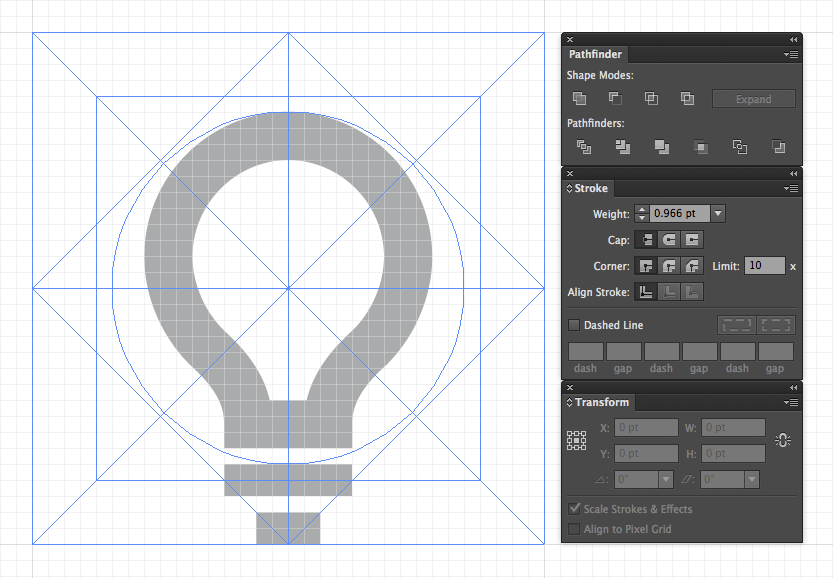 Pathfinder
Shape Modes:
Expand
Pathfinders:
Stroke
Weight: 0.966 pt
Cap:
Corner: Limit: 10 x
Align Stroke:
Dashed Line
dash gap dash gap dash gap
Transform
X: 0 pt W: 0 pt
Y: 0 pt H: 0 pt
0° 0°
Scale Strokes & Effects
Align to Pixel Grid